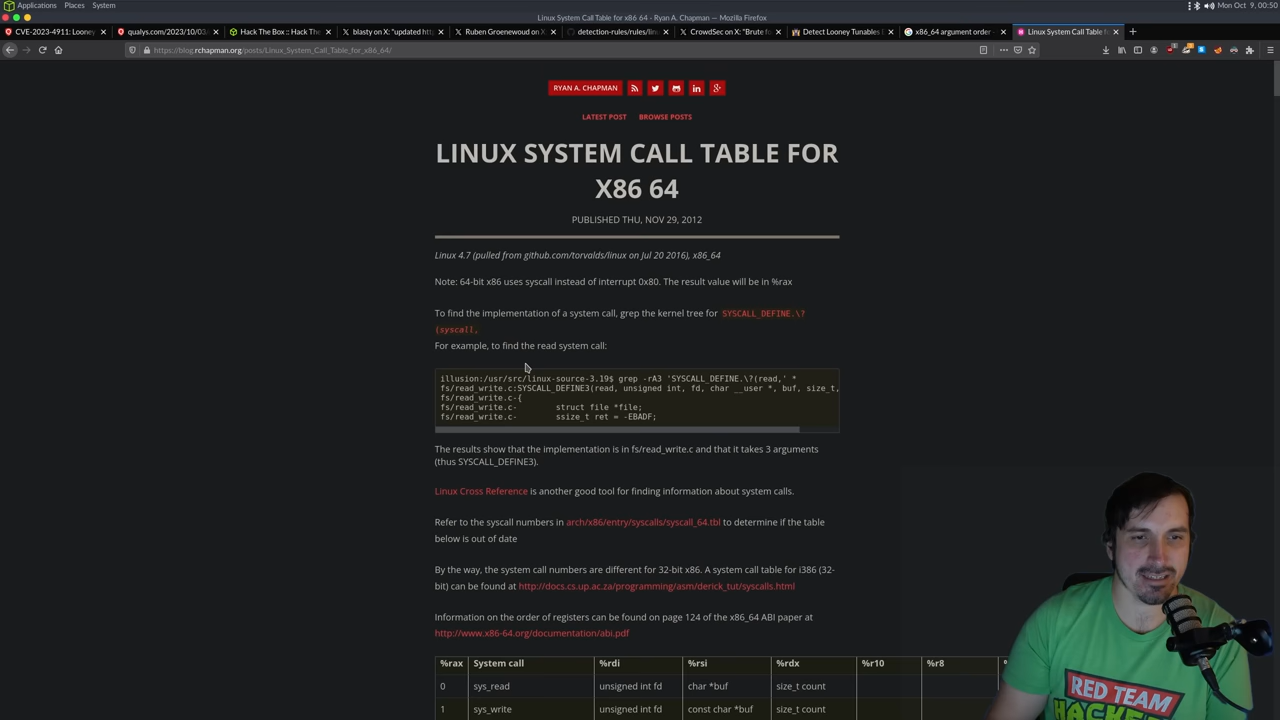 Applications Places System
Mon Oct 9, 00:50
Linux System Call Table for x86 64 - Ryan A. Chapman — Mozilla Firefox
CVE-2023-4911: Looney
qualys.com/2023/10/03/
Hack The Box :: Hack The
blasty on X: "updated http
Ruben Groenewoud on X
detection-rules/rules/linu
CrowdSec on X: "Brute fo
Detect Looney Tunables E
x86_64 argument order -
Linux System Call Table f
https://blog.rchapman.org/posts/Linux_System_Call_Table_for_x86_64/
RYAN A. CHAPMAN
LATEST POST BROWSE POSTS
LINUX SYSTEM CALL TABLE FOR
X86 64
PUBLISHED THU, NOV 29, 2012
Linux 4.7 (pulled from github.com/torvalds/linux on Jul 20 2016), x86_64
Note: 64-bit x86 uses syscall instead of interrupt 0x80. The result value will be in %rax
To find the implementation of a system call, grep the kernel tree for SYSCALL_DEFINE.\?
(syscall,
For example, to find the read system call:
illusion:/usr/src/linux-source-3.19$ grep -rA3 'SYSCALL_DEFINE.\?(read,' *
fs/read_write.c:SYSCALL_DEFINE3(read, unsigned int, fd, char __user *, buf, size_t,
fs/read_write.c-{
fs/read_write.c- struct file *file;
fs/read_write.c- ssize_t ret = -EBADF;
The results show that the implementation is in fs/read_write.c and that it takes 3 arguments
(thus SYSCALL_DEFINE3).
Linux Cross Reference is another good tool for finding information about system calls.
Refer to the syscall numbers in arch/x86/entry/syscalls/syscall_64.tbl to determine if the table
below is out of date
By the way, the system call numbers are different for 32-bit x86. A system call table for i386 (32-
bit) can be found at http://docs.cs.up.ac.za/programming/asm/derick_tut/syscalls.html
Information on the order of registers can be found on page 124 of the x86_64 ABI paper at
http://www.x86-64.org/documentation/abi.pdf
%rax System call %rdi %rsi %rdx %r10 %r8
0 sys_read unsigned int fd char *buf size_t count
1 sys_write unsigned int fd const char *buf size_t count
RED TEAM